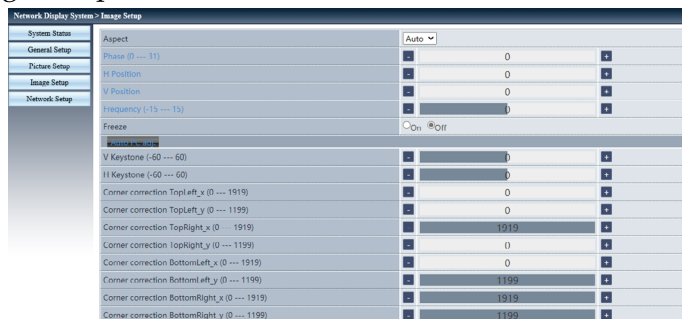 Network Display System > Image Setup
System Status
General Setup
Picture Setup
Image Setup
Network Setup
Aspect Auto
Phase (0 --- 31) - 0 +
H Position - 0 +
V Position - 0 +
Frequency (-15 --- 15) - 0 +
Freeze On Off
V Keystone (-60 --- 60) - 0 +
H Keystone (-60 --- 60) - 0 +
Corner correction TopLeft_x (0 --- 1919) - 0 +
Corner correction TopLeft_y (0 --- 1199) - 0 +
Corner correction TopRight_x (0 --- 1919) 1919 +
Corner correction TopRight_y (0 --- 1199) - 0 +
Corner correction BottomLeft_x (0 --- 1919) - 0 +
Corner correction BottomLeft_y (0 --- 1199) - 1199 +
Corner correction BottomRight_x (0 --- 1919) - 1919 +
Corner correction BottomRight_y (0 --- 1199) - 1199 +